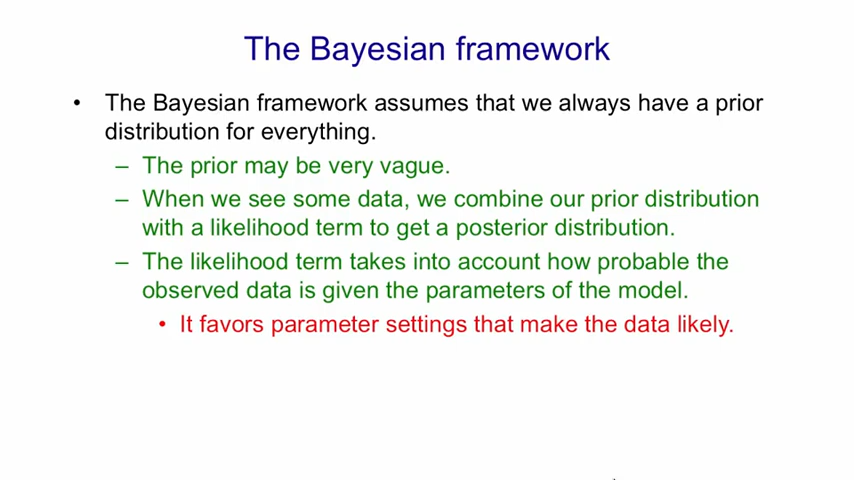 The Bayesian framework
• The Bayesian framework assumes that we always have a prior
distribution for everything.
– The prior may be very vague.
– When we see some data, we combine our prior distribution
with a likelihood term to get a posterior distribution.
– The likelihood term takes into account how probable the
observed data is given the parameters of the model.
• It favors parameter settings that make the data likely.